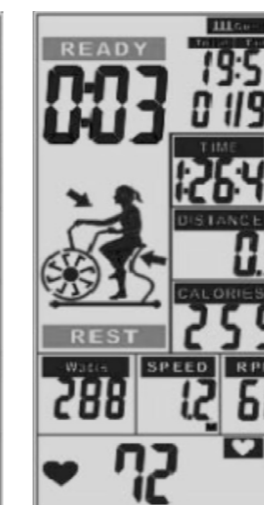 READY
0:03
19:5
01/9
TIME
1:26:4
DISTANCE
0.
CALORIES
255
REST
Watts
SPEED
RP
288
1.2
6
72